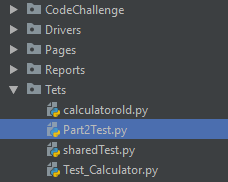 CodeChallenge
Drivers
Pages
Reports
Tets
calculatorold.py
Part2Test.py
sharedTest.py
Test_Calculator.py